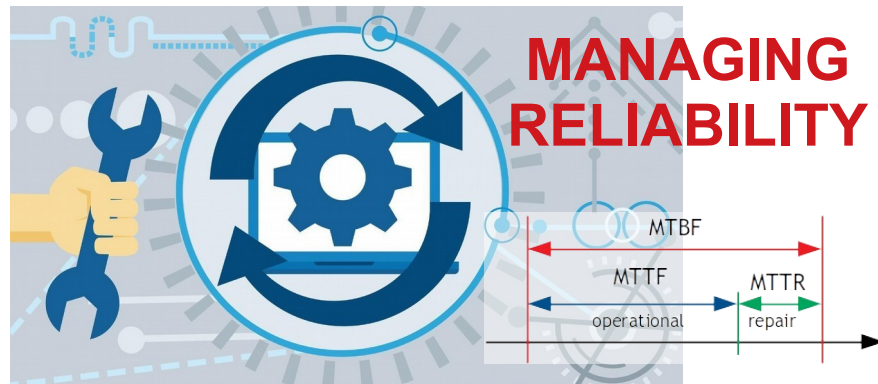 MANAGING
RELIABILITY
MTBF
MTTF
MTTR
operational
repair